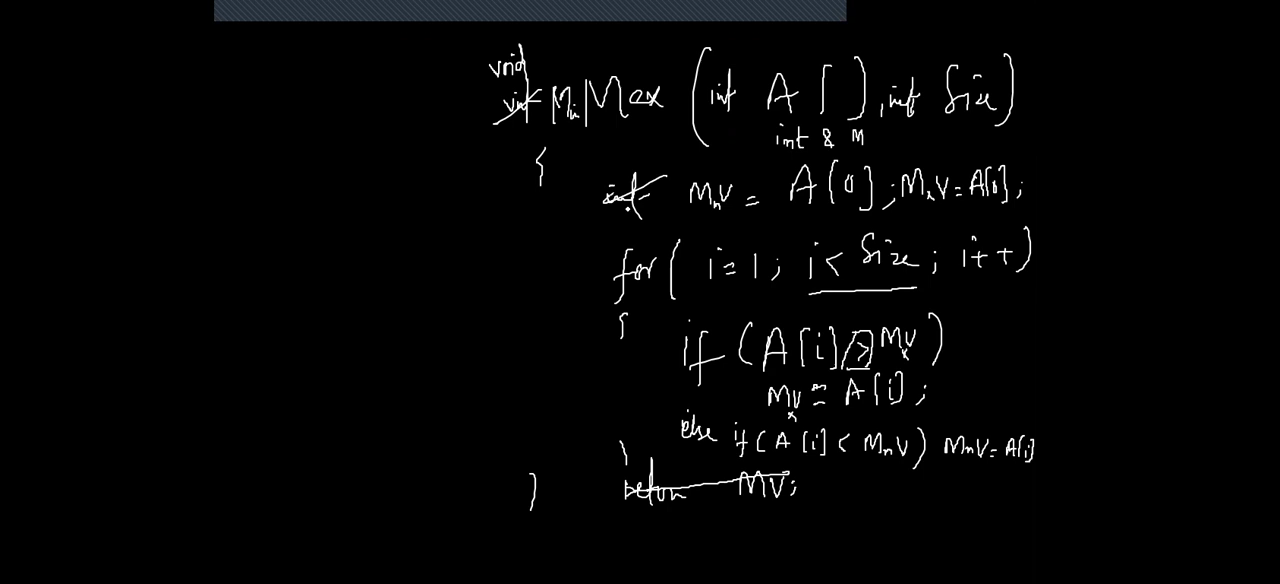 void
int MinMax (int A[ ], int Size)
int & M
{
int MnV = A[0]; MxV = A[0];
for( i=1; i< Size; i++)
{
if (A[i] > MxV)
MxV = A[i];
else if (A[i] < MnV) MnV = A[i]
}
return MV;
}